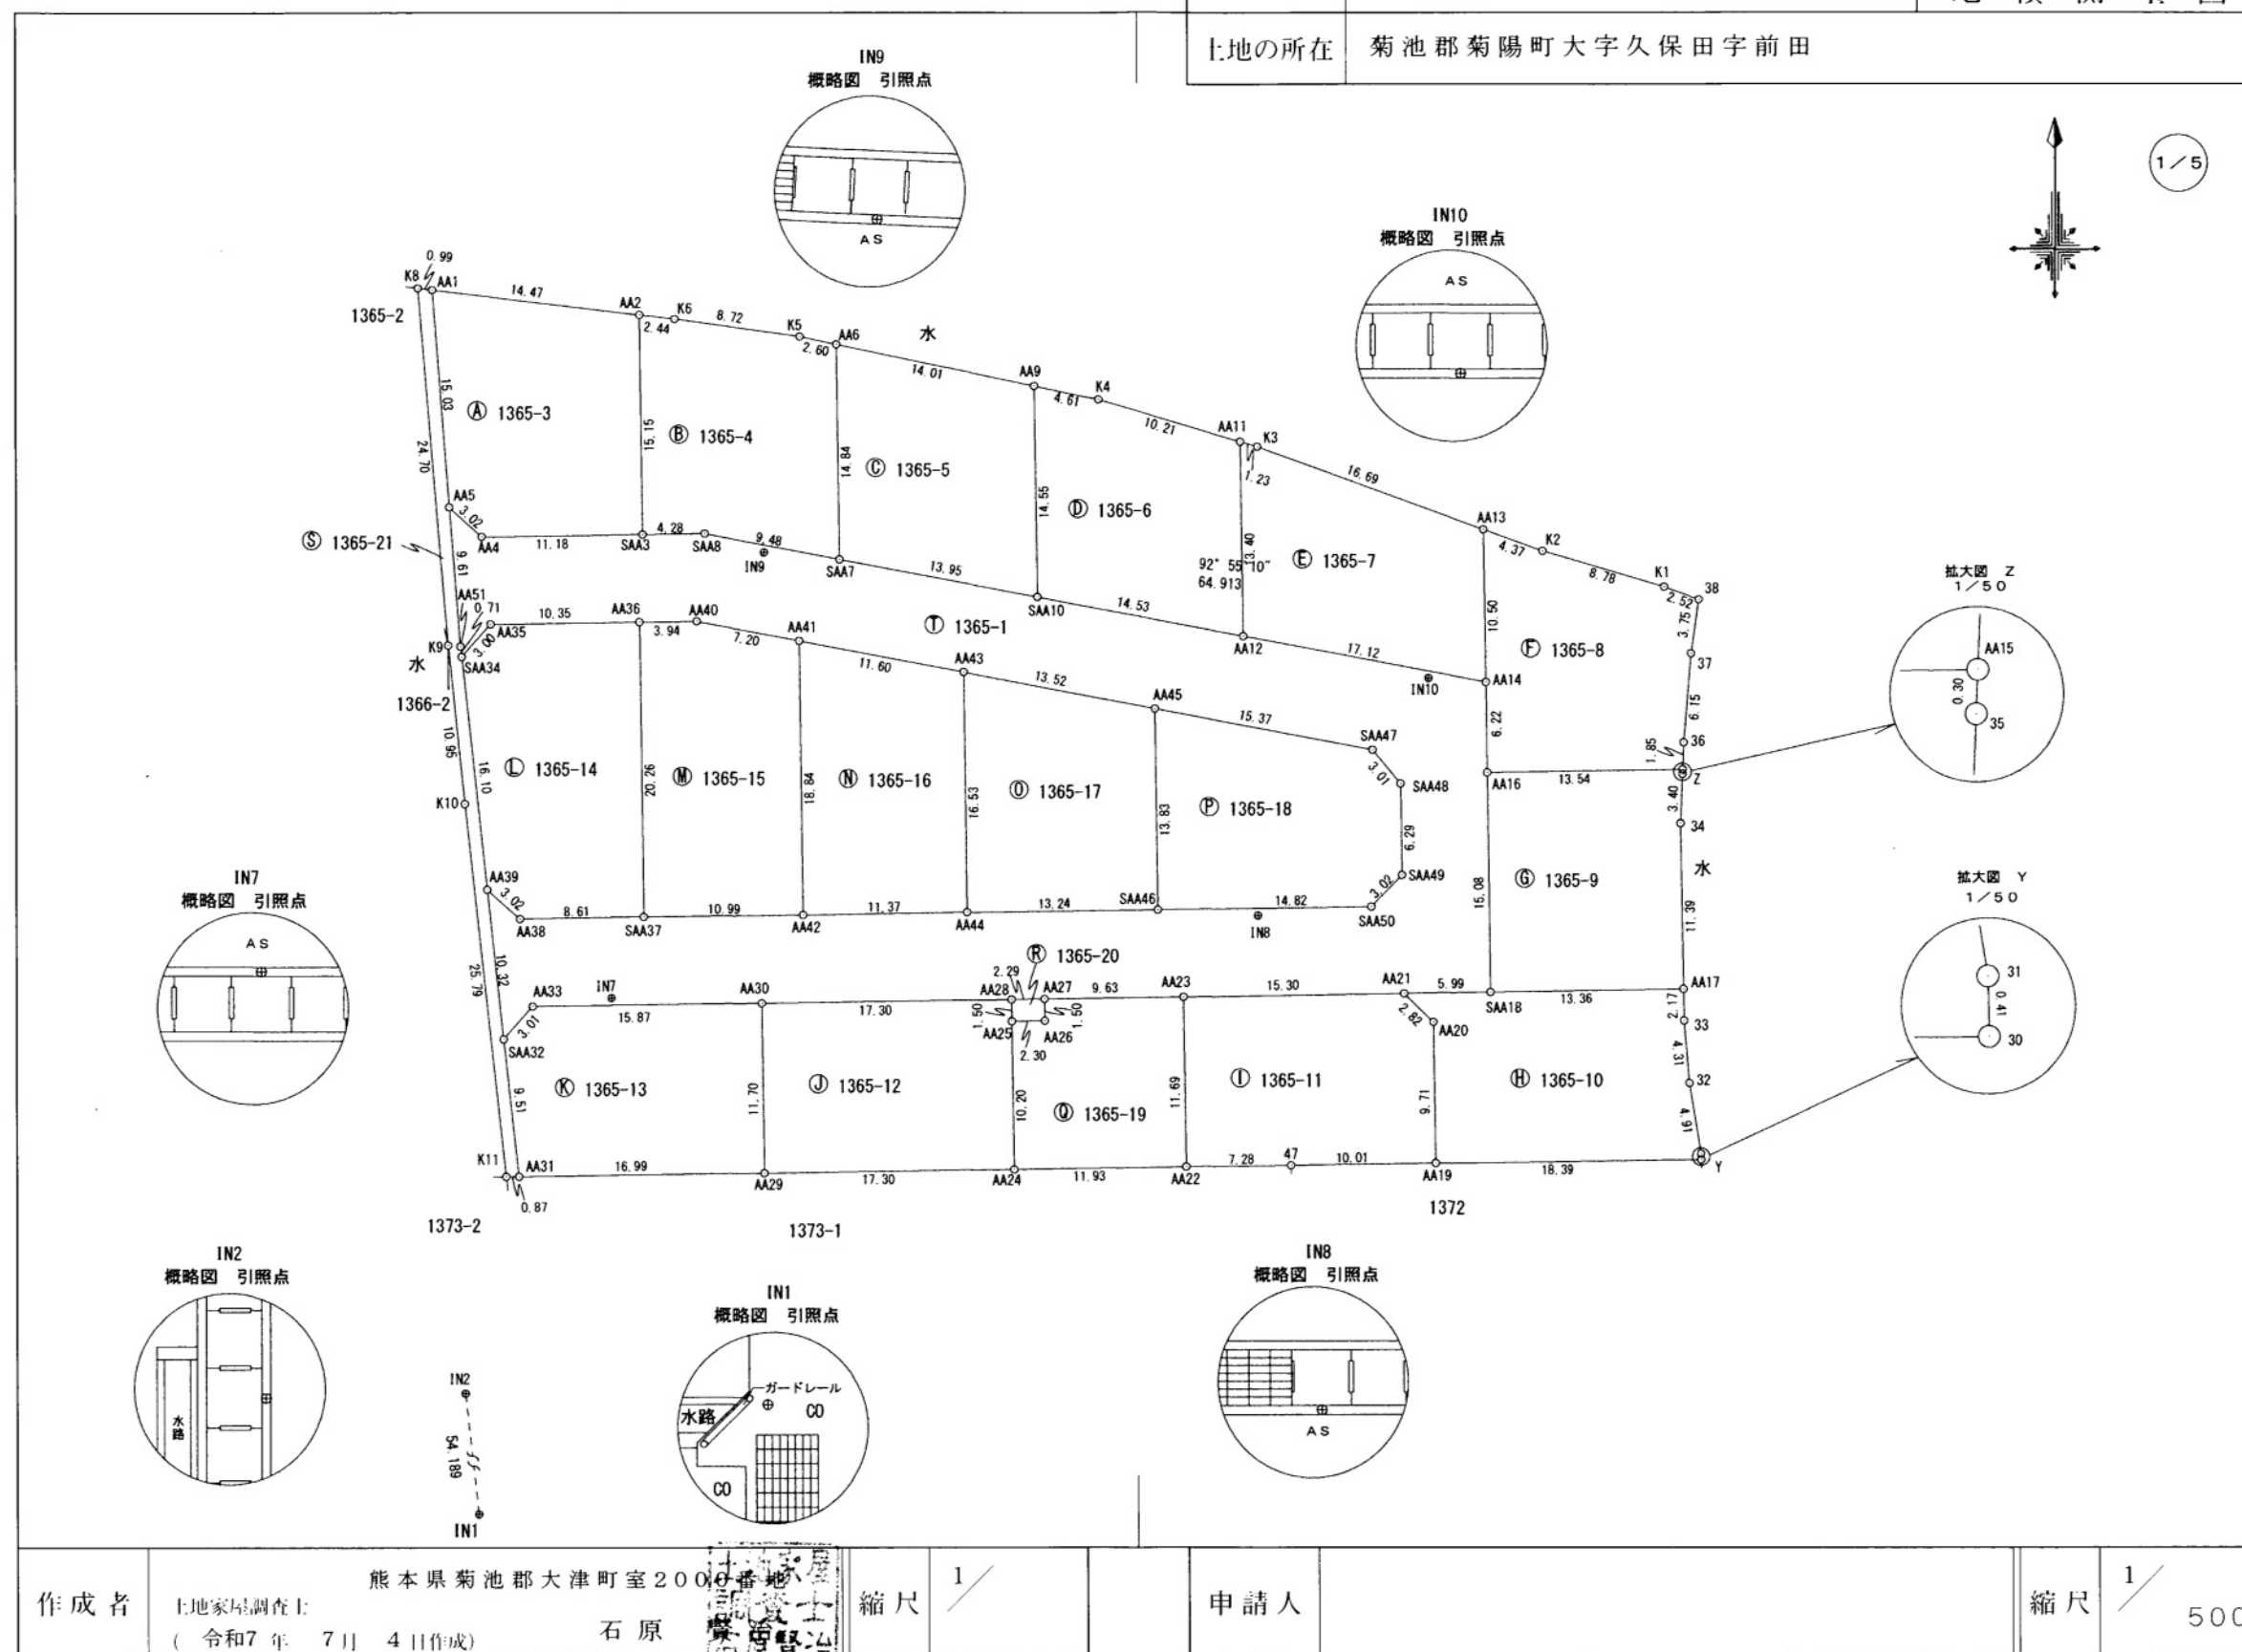 土地の所在 菊池郡菊陽町大字久保田字前田
1/5
IN9
概略図 引照点
AS
IN10
概略図 引照点
AS
K8
0.99
AA1
14.47
AA2
K6
2.44
8.72
K5
AA6
2.60
水
14.01
AA9
K4
4.61
10.21
AA11
K3
1.23
16.69
AA13
K2
4.37
8.78
K1
38
2.52
3.75
37
6.15
36
1.85
Z
3.40
34
水
11.39
AA17
2.17
33
4.31
32
4.91
Y
1365-2
15.03
24.70
Ⓐ 1365-3
15.15
Ⓑ 1365-4
14.84
Ⓒ 1365-5
14.55
Ⓓ 1365-6
13.40
92° 55′10″
64.913
Ⓔ 1365-7
10.50
Ⓕ 1365-8
AA5
3.02
AA4
11.18
SAA3
4.28
SAA8
9.48
IN9
SAA7
13.95
SAA10
14.53
AA12
17.12
IN10
AA14
6.22
AA16
13.54
Ⓢ 1365-21
9.61
AA51
0.71
K9
水
SAA34
3.00
AA35
10.35
AA36
3.94
AA40
7.20
AA41
11.60
AA43
13.52
AA45
15.37
SAA47
3.01
SAA48
6.29
SAA49
3.02
SAA50
Ⓣ 1365-1
1366-2
10.95
16.10
K10
Ⓛ 1365-14
20.26
Ⓜ 1365-15
18.84
Ⓝ 1365-16
16.53
Ⓞ 1365-17
13.83
Ⓟ 1365-18
15.08
Ⓖ 1365-9
AA39
3.02
AA38
8.61
SAA37
10.99
AA42
11.37
AA44
13.24
SAA46
14.82
IN8
10.32
25.79
AA33
IN7
15.87
AA30
17.30
AA28
2.29
Ⓡ 1365-20
AA27
9.63
AA23
15.30
AA21
5.99
SAA18
13.36
1.50
1.50
AA25
AA26
2.30
2.82
AA20
3.01
SAA32
9.51
Ⓚ 1365-13
11.70
Ⓙ 1365-12
10.20
Ⓠ 1365-19
11.69
Ⓘ 1365-11
9.71
Ⓗ 1365-10
K11
AA31
0.87
16.99
AA29
17.30
AA24
11.93
AA22
7.28
47
10.01
AA19
18.39
1373-2
1373-1
1372
拡大図 Z
1/50
AA15
0.30
35
拡大図 Y
1/50
31
0.41
30
IN7
概略図 引照点
AS
IN2
概略図 引照点
水路
IN2
54.189
IN1
IN1
概略図 引照点
ガードレール
水路
CO
CO
IN8
概略図 引照点
AS
作成者
熊本県菊池郡大津町室2000番地
土地家屋調査士
石原
(令和7年 7月 4日作成)
縮尺 1/
申請人
縮尺 1/500